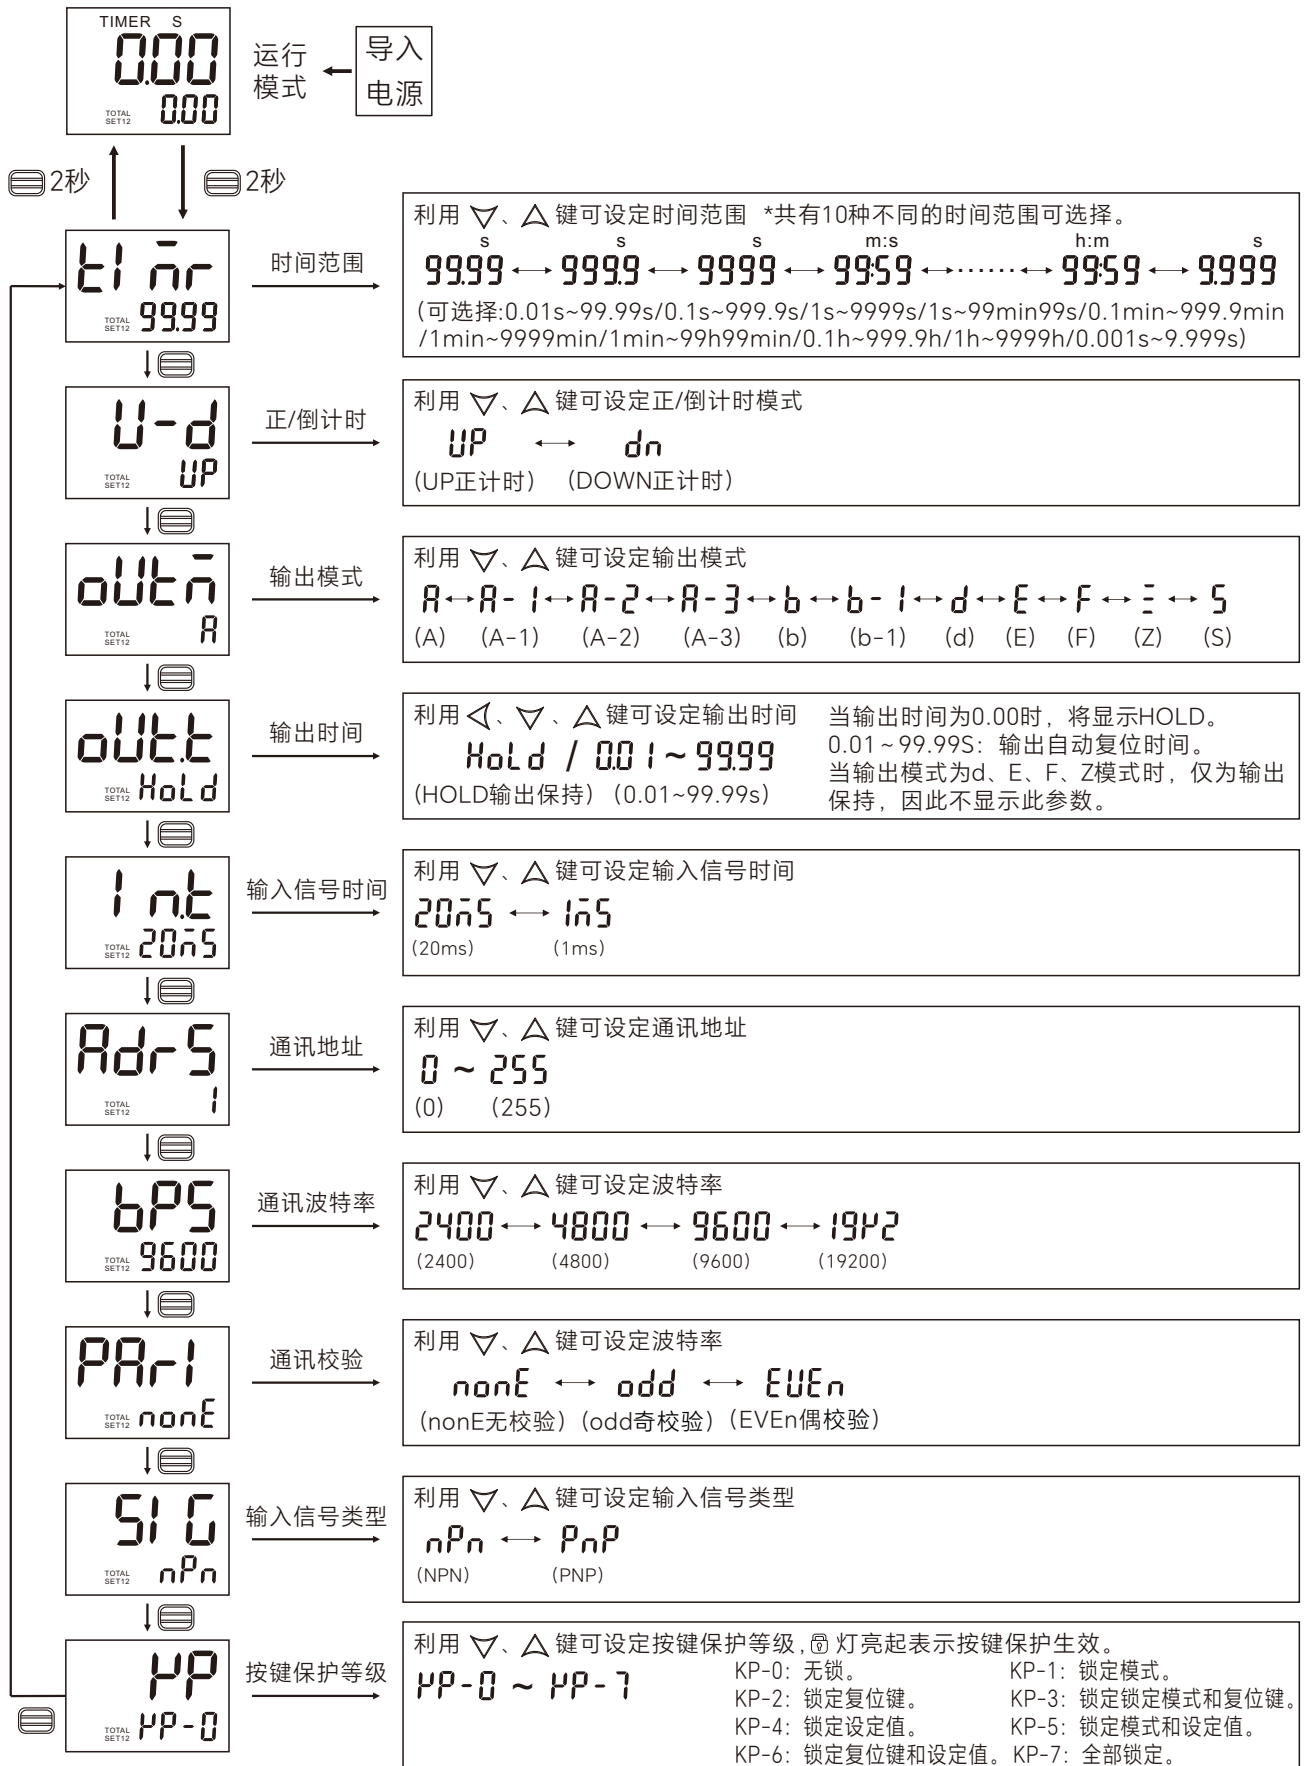 TIMER S
0.00
TOTAL
SET12
0.00
运行
模式
导入
电源
2秒
2秒
tImr
TOTAL
SET12
99.99
时间范围
利用 ▽、△ 键可设定时间范围 *共有10种不同的时间范围可选择。
s s s m:s h:m s
99.99 ↔ 999.9 ↔ 9999 ↔ 99:59 ↔······↔ 99:59 ↔ 9.999
(可选择:0.01s~99.99s/0.1s~999.9s/1s~9999s/1s~99min99s/0.1min~999.9min
/1min~9999min/1min~99h99min/0.1h~999.9h/1h~9999h/0.001s~9.999s)
U-d
TOTAL
SET12
UP
正/倒计时
利用 ▽、△ 键可设定正/倒计时模式
UP ↔ dn
(UP正计时) (DOWN正计时)
oUtm
TOTAL
SET12
A
输出模式
利用 ▽、△ 键可设定输出模式
A↔A-1↔A-2↔A-3↔b↔b-1↔d↔E↔F↔Ξ↔S
(A) (A-1) (A-2) (A-3) (b) (b-1) (d) (E) (F) (Z) (S)
oUt.t
TOTAL
SET12
HoLd
输出时间
利用 ◁、▽、△ 键可设定输出时间
HoLd / 0.01~99.99
(HOLD输出保持) (0.01~99.99s)
当输出时间为0.00时，将显示HOLD。
0.01~99.99S：输出自动复位时间。
当输出模式为d、E、F、Z模式时，仅为输出
保持，因此不显示此参数。
In.t
TOTAL
SET12
20mS
输入信号时间
利用 ▽、△ 键可设定输入信号时间
20mS ↔ 1mS
(20ms) (1ms)
AdrS
TOTAL
SET12
1
通讯地址
利用 ▽、△ 键可设定通讯地址
0 ~ 255
(0) (255)
bPS
TOTAL
SET12
9600
通讯波特率
利用 ▽、△ 键可设定波特率
2400 ↔ 4800 ↔ 9600 ↔ 19K2
(2400) (4800) (9600) (19200)
PArI
TOTAL
SET12
nonE
通讯校验
利用 ▽、△ 键可设定波特率
nonE ↔ odd ↔ EUEn
(nonE无校验) (odd奇校验) (EVEn偶校验)
SIG
TOTAL
SET12
nPn
输入信号类型
利用 ▽、△ 键可设定输入信号类型
nPn ↔ PnP
(NPN) (PNP)
KP
TOTAL
SET12
KP-0
按键保护等级
利用 ▽、△ 键可设定按键保护等级, 灯亮起表示按键保护生效。
KP-0 ~ KP-7
KP-0：无锁。 KP-1：锁定模式。
KP-2：锁定复位键。 KP-3：锁定锁定模式和复位键。
KP-4：锁定设定值。 KP-5：锁定模式和设定值。
KP-6：锁定复位键和设定值。 KP-7：全部锁定。